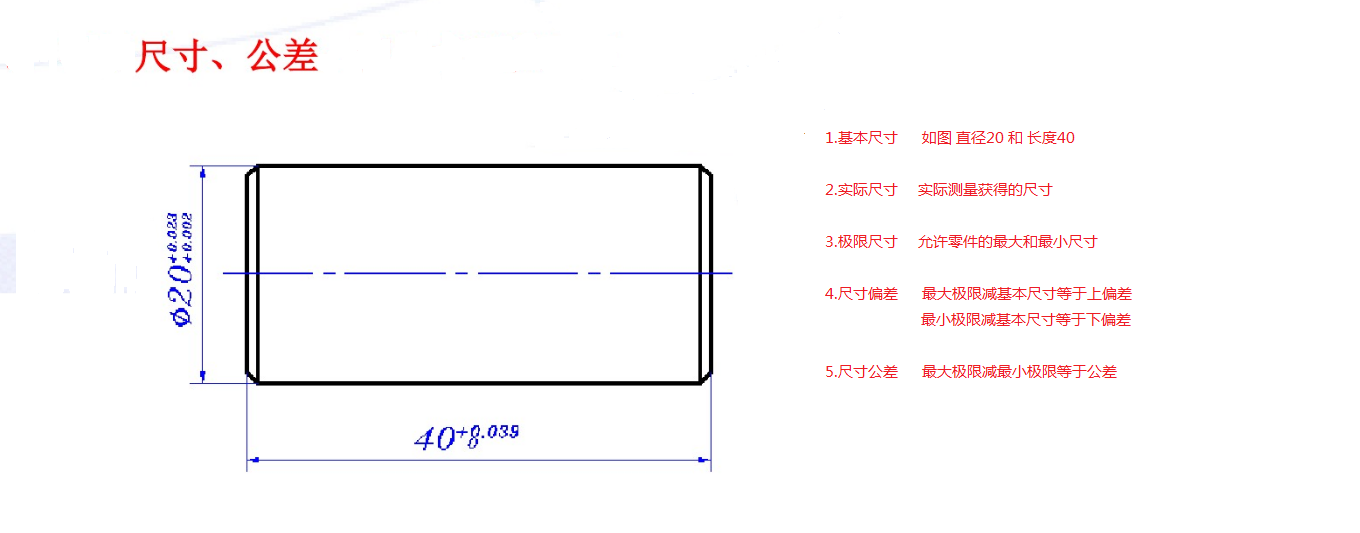 尺寸、公差
1.基本尺寸 如图 直径20 和 长度40
2.实际尺寸 实际测量获得的尺寸
3.极限尺寸 允许零件的最大和最小尺寸
4.尺寸偏差 最大极限减基本尺寸等于上偏差
最小极限减基本尺寸等于下偏差
5.尺寸公差 最大极限减最小极限等于公差
ϕ20 +0.023 +0.002
40 +0.039 0